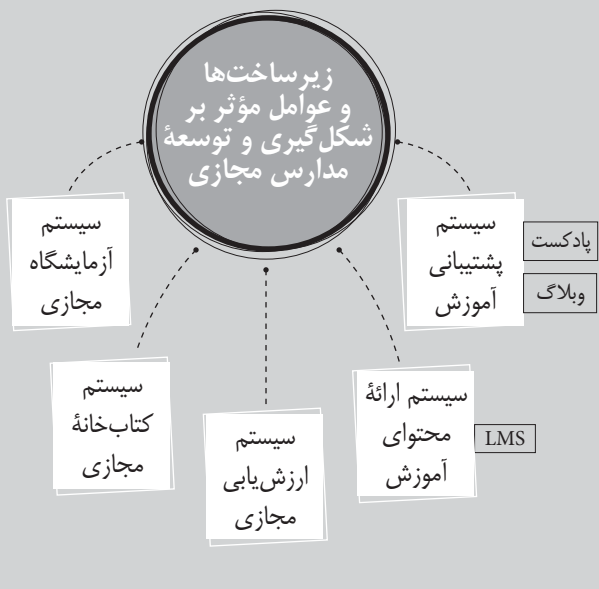 زیرساخت‌ها
و عوامل مؤثر بر
شکل‌گیری و توسعهٔ
مدارس مجازی
سیستم
پشتیبانی
آموزش
پادکست
وبلاگ
سیستم ارائهٔ
محتوای
آموزش
LMS
سیستم
ارزش‌یابی
مجازی
سیستم
کتاب‌خانهٔ
مجازی
سیستم
آزمایشگاه
مجازی